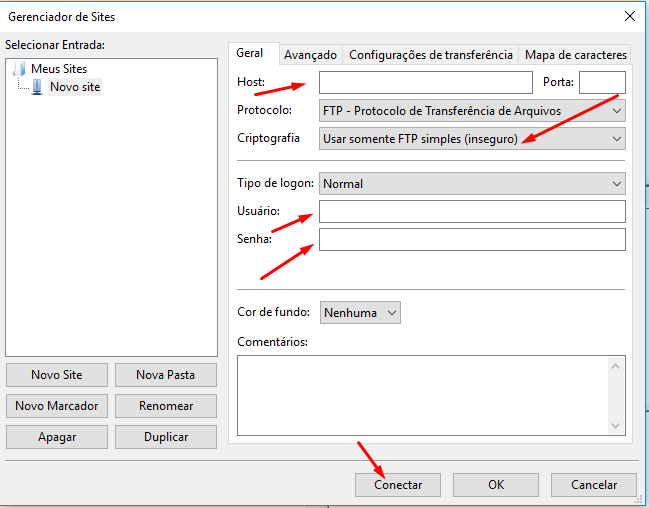 Gerenciador de Sites
Selecionar Entrada:
Meus Sites
Novo site
Novo Site
Nova Pasta
Novo Marcador
Renomear
Apagar
Duplicar
Geral
Avançado
Configurações de transferência
Mapa de caracteres
Host:
Porta:
Protocolo:
FTP - Protocolo de Transferência de Arquivos
Criptografia
Usar somente FTP simples (inseguro)
Tipo de logon:
Normal
Usuário:
Senha:
Cor de fundo:
Nenhuma
Comentários:
Conectar
OK
Cancelar